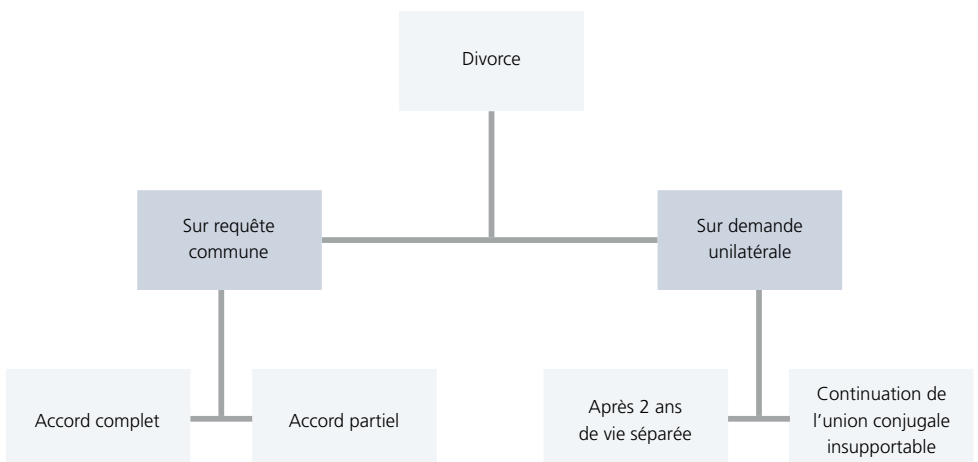 Divorce
Sur requête
commune
Sur demande
unilatérale
Accord complet
Accord partiel
Après 2 ans
de vie séparée
Continuation de
l’union conjugale
insupportable